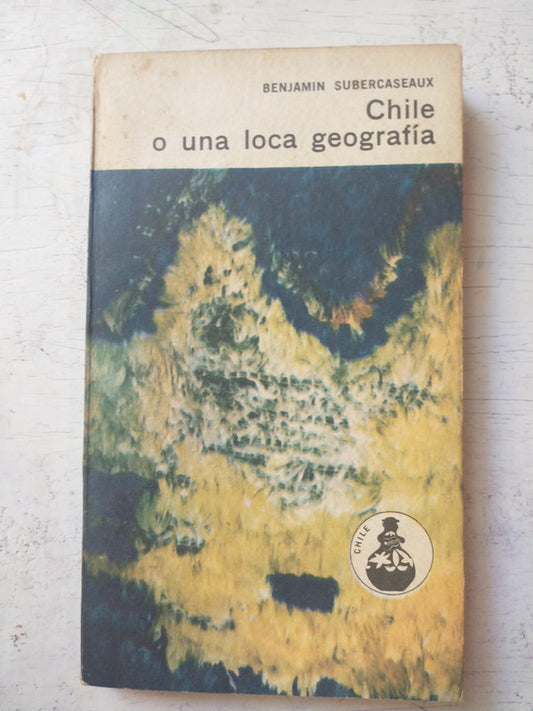 BENJAMIN SUBERCASEAUX
Chile
o una loca geografía
CHILE